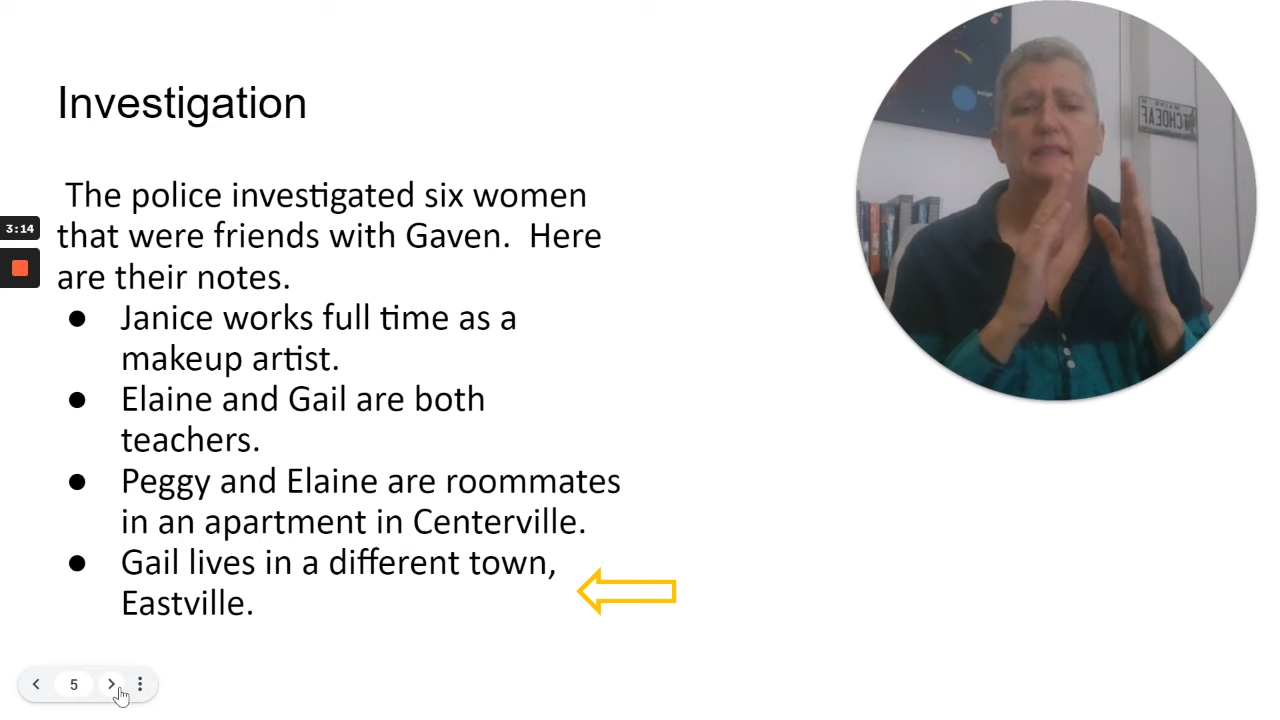 Investigation
The police investigated six women
that were friends with Gaven. Here
are their notes.
● Janice works full time as a
makeup artist.
● Elaine and Gail are both
teachers.
● Peggy and Elaine are roommates
in an apartment in Centerville.
● Gail lives in a different town,
Eastville.
3:14
5